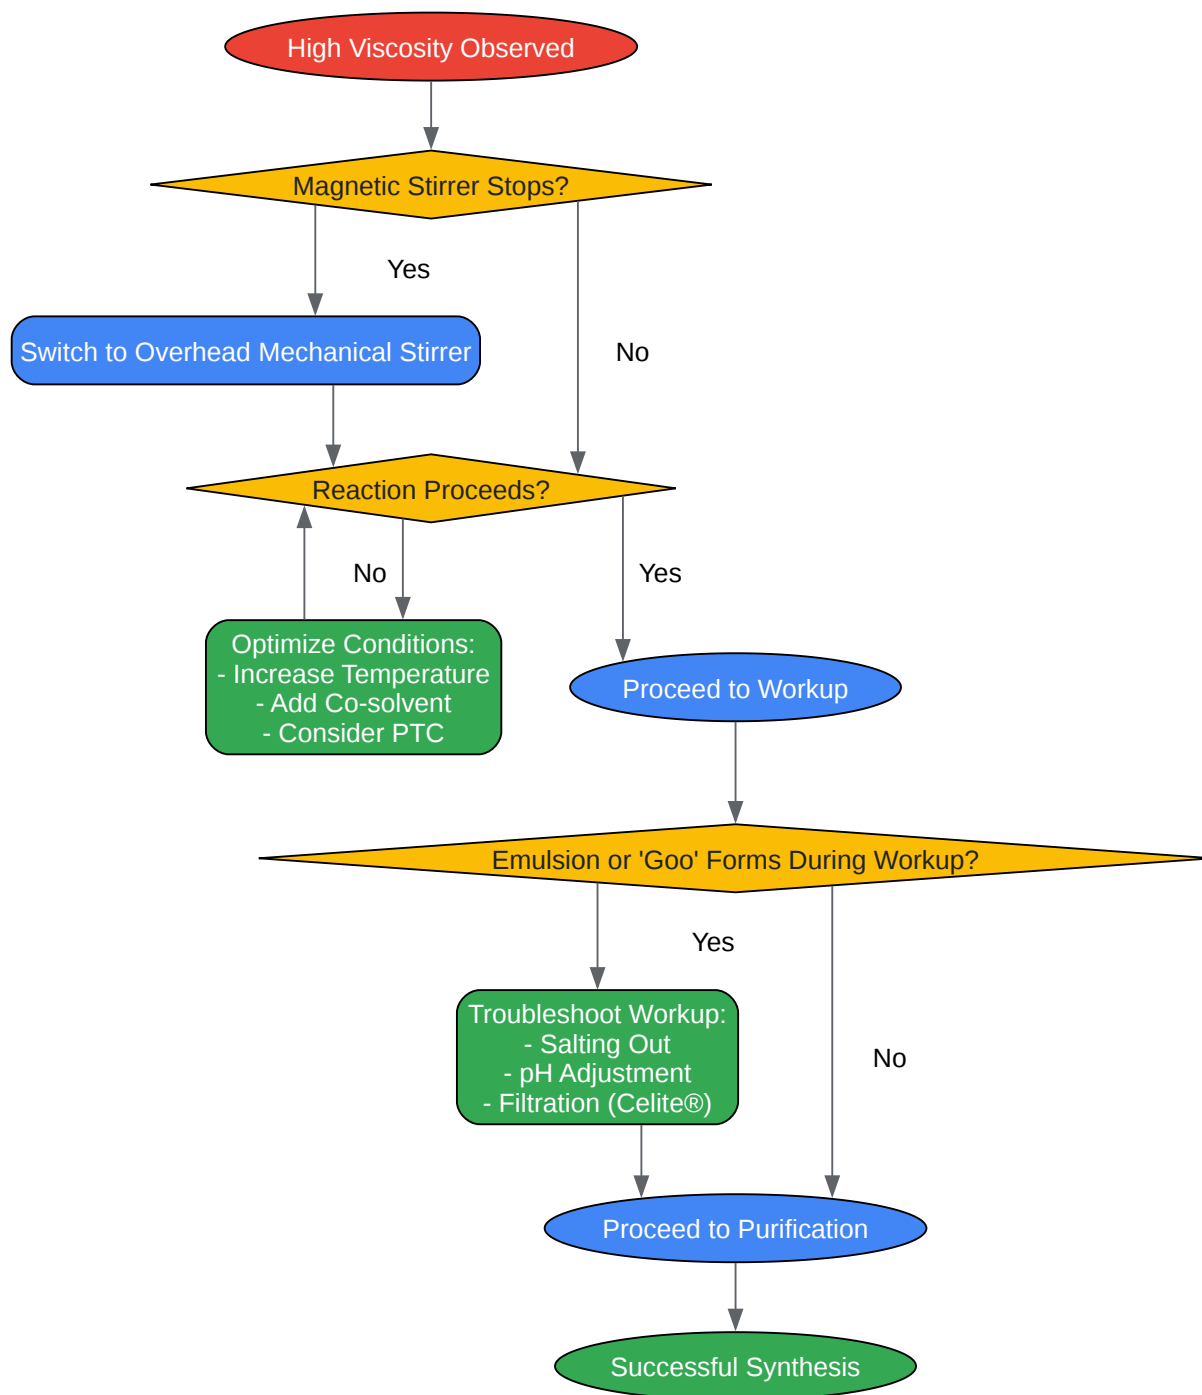 High Viscosity Observed
Magnetic Stirrer Stops?
Yes
Switch to Overhead Mechanical Stirrer
No
Reaction Proceeds?
No
Yes
Optimize Conditions:
- Increase Temperature
- Add Co-solvent
- Consider PTC
Proceed to Workup
Emulsion or 'Goo' Forms During Workup?
Yes
Troubleshoot Workup:
- Salting Out
- pH Adjustment
- Filtration (Celite®)
No
Proceed to Purification
Successful Synthesis